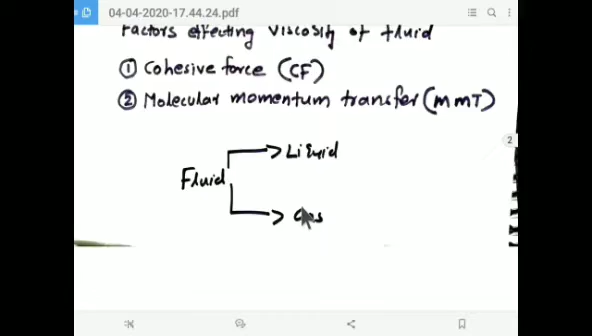 04-04-2020-17.44.24.pdf
Factors effecting Viscosity of fluid
① Cohesive force (CF)
② Molecular momentum transfer (MMT)
2
Liquid
Fluid
Gas